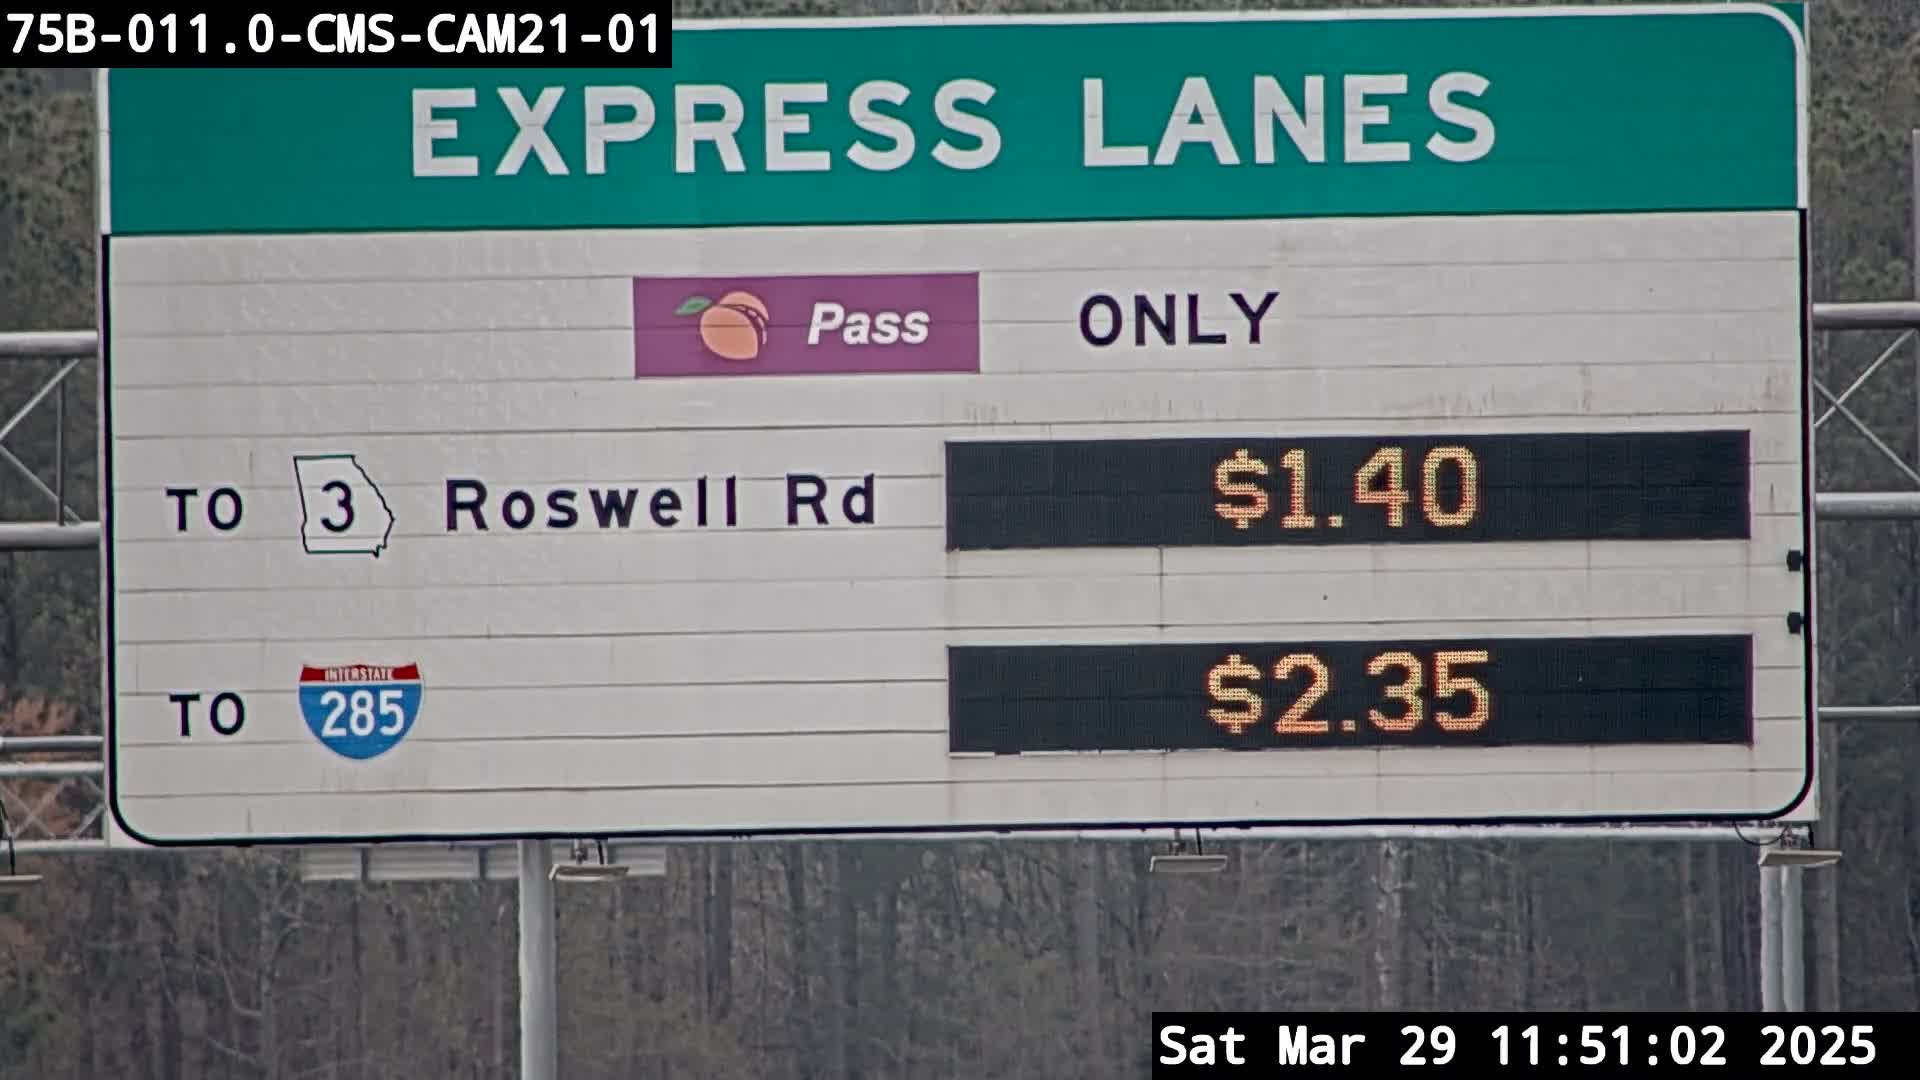 75B-011.0-CMS-CAM21-01
EXPRESS LANES
Pass ONLY
TO 3 Roswell Rd $1.40
INTERSTATE
TO 285 $2.35
Sat Mar 29 11:51:02 2025